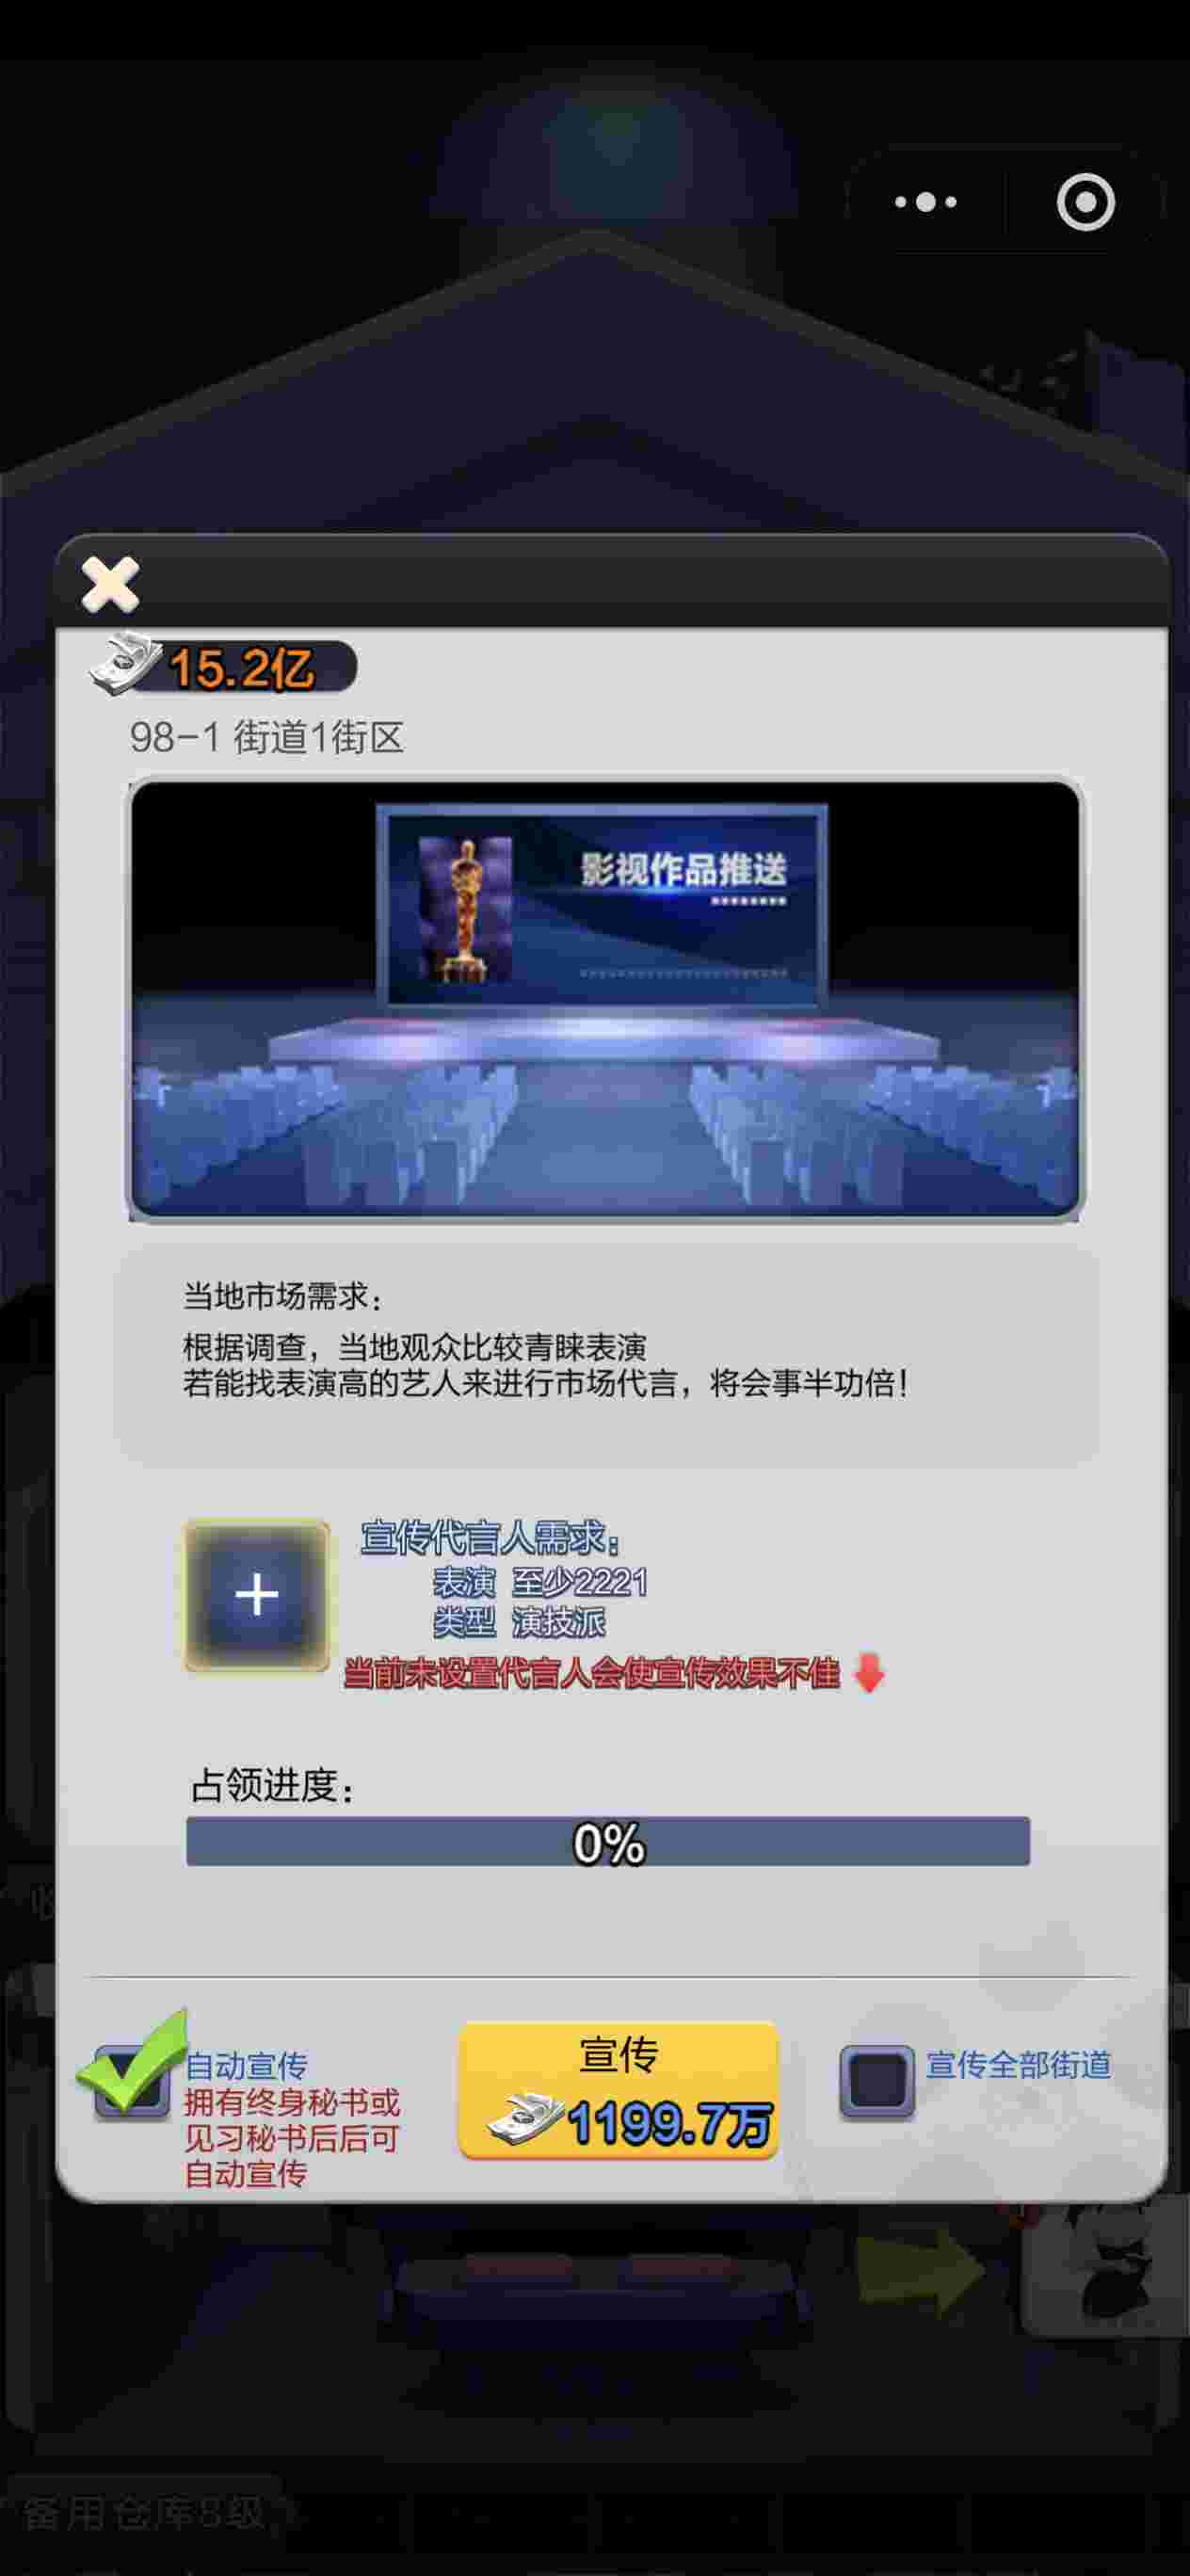 15.2亿
98-1 街道1街区
影视作品推送
当地市场需求：
根据调查，当地观众比较青睐表演
若能找表演高的艺人来进行市场代言，将会事半功倍！
宣传代言人需求：
表演 至少2221
类型 演技派
当前未设置代言人会使宣传效果不佳
占领进度：
0%
自动宣传
拥有终身秘书或
见习秘书后后可
自动宣传
宣传
1199.7万
宣传全部街道
备用仓库8级